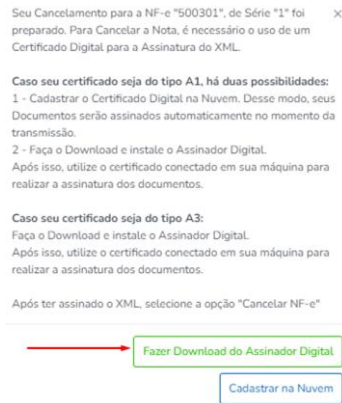 Seu Cancelamento para a NF-e "500301", de Série "1" foi
preparado. Para Cancelar a Nota, é necessário o uso de um
Certificado Digital para a Assinatura do XML.
Caso seu certificado seja do tipo A1, há duas possibilidades:
1 - Cadastrar o Certificado Digital na Nuvem. Desse modo, seus
Documentos serão assinados automaticamente no momento da
transmissão.
2 - Faça o Download e instale o Assinador Digital.
Após isso, utilize o certificado conectado em sua máquina para
realizar a assinatura dos documentos.
Caso seu certificado seja do tipo A3:
Faça o Download e instale o Assinador Digital.
Após isso, utilize o certificado conectado em sua máquina para
realizar a assinatura dos documentos.
Após ter assinado o XML, selecione a opção "Cancelar NF-e"
Fazer Download do Assinador Digital
Cadastrar na Nuvem